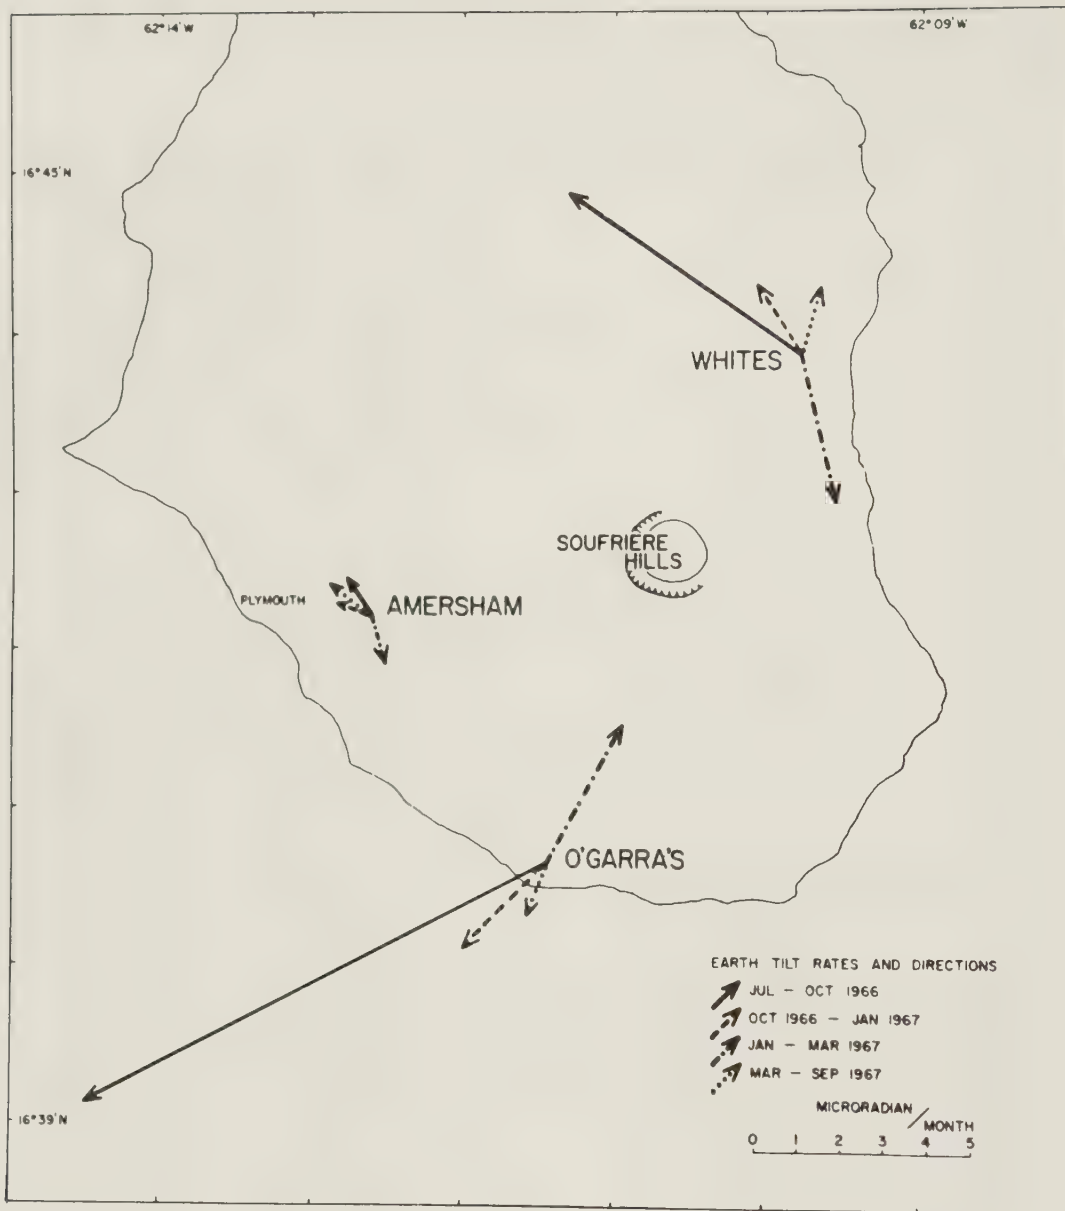 62°14'W
62°09'W
16°45'N
WHITES
SOUFRIÈRE
HILLS
PLYMOUTH
AMERSHAM
O'GARRA'S
EARTH TILT RATES AND DIRECTIONS
JUL – OCT 1966
OCT 1966 – JAN 1967
JAN – MAR 1967
MAR – SEP 1967
16°39'N
MICRORADIAN/MONTH
0 1 2 3 4 5